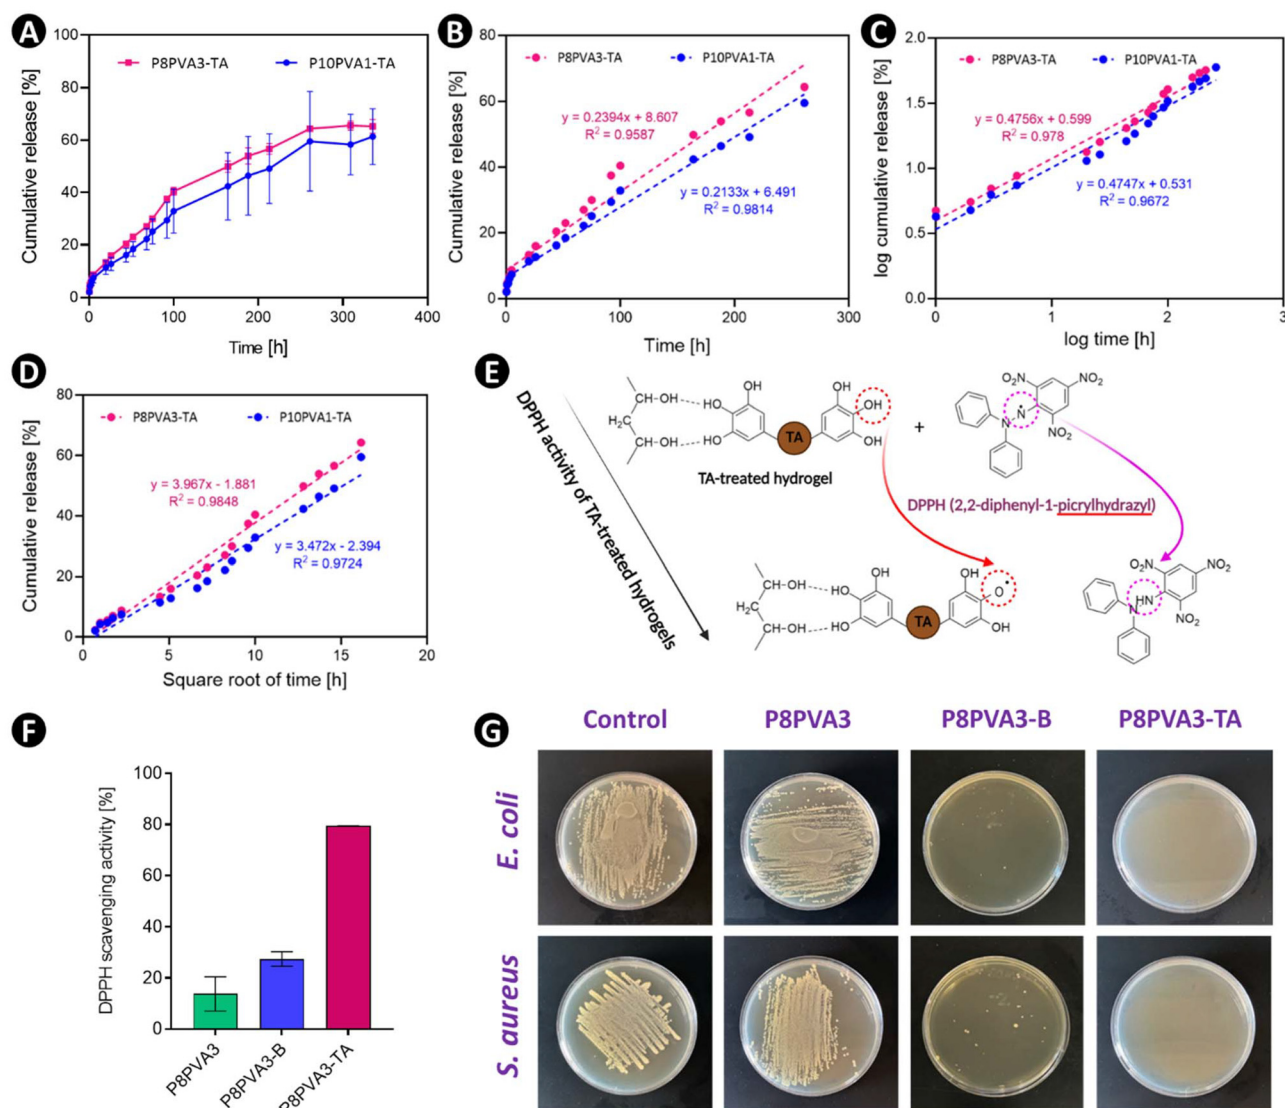 A
P8PVA3-TA
P10PVA1-TA
Cumulative release [%]
100
80
60
40
20
0
0
100
200
300
400
Time [h]
B
P8PVA3-TA
P10PVA1-TA
Cumulative release [%]
80
60
40
20
0
y = 0.2394x + 8.607
R² = 0.9587
y = 0.2133x + 6.491
R² = 0.9814
0
100
200
300
Time [h]
C
P8PVA3-TA
P10PVA1-TA
log cumulative release [%]
2.0
1.5
1.0
0.5
0.0
y = 0.4756x + 0.599
R² = 0.978
y = 0.4747x + 0.531
R² = 0.9672
0
1
2
3
log time [h]
D
P8PVA3-TA
P10PVA1-TA
Cumulative release [%]
80
60
40
20
0
y = 3.967x - 1.881
R² = 0.9848
y = 3.472x - 2.394
R² = 0.9724
0
5
10
15
20
Square root of time [h]
E
DPPH activity of TA-treated hydrogels
H₂C
CH-OH
CH-OH
OH
HO
HO
TA
OH
OH
OH
TA-treated hydrogel
+
O₂N
NO₂
N
N
NO₂
DPPH (2,2-diphenyl-1-picrylhydrazyl)
H₂C
CH-OH
CH-OH
OH
HO
HO
TA
OH
O•
OH
O₂N
NO₂
HN
N
NO₂
F
DPPH scavenging activity [%]
100
80
60
40
20
0
P8PVA3
P8PVA3-B
P8PVA3-TA
G
Control
P8PVA3
P8PVA3-B
P8PVA3-TA
E. coli
S. aureus